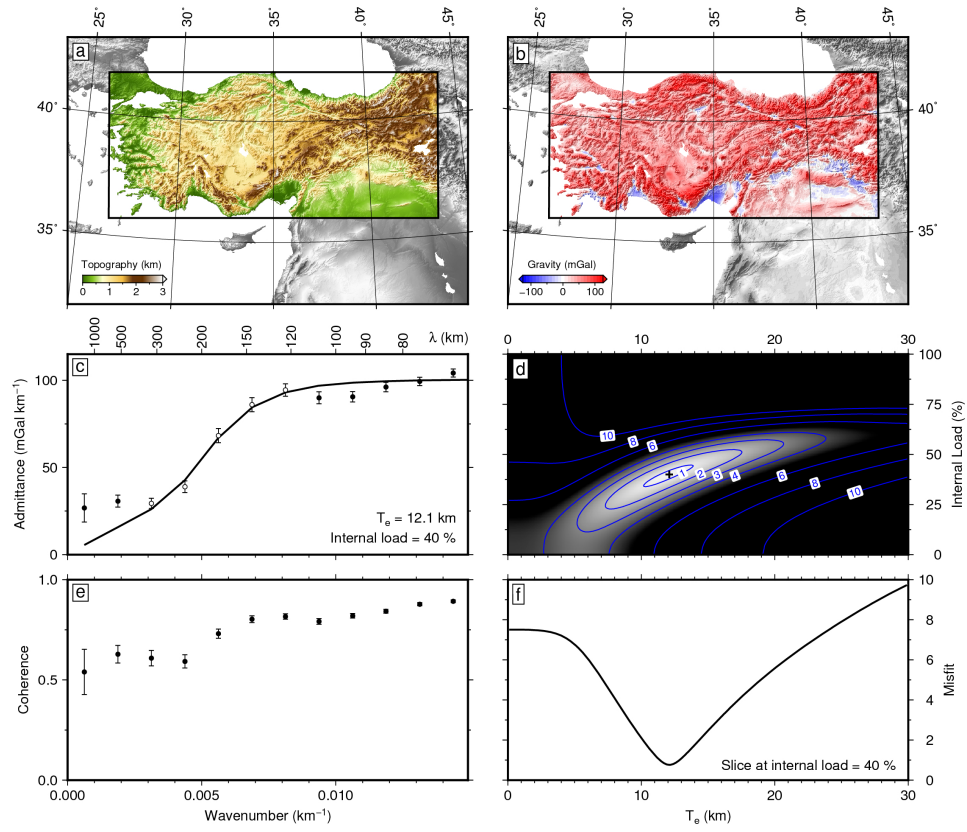 25˚ 30˚ 35˚ 40˚ 45˚
25˚ 30˚ 35˚ 40˚ 45˚
a
b
40˚
40˚
35˚
35˚
Topography (km)
0 1 2 3
Gravity (mGal)
−100 0 100
1000 500 300 200 150 120 100 90 80 λ (km)
c
Admittance (mGal km−1)
100
50
0
Te = 12.1 km
Internal load = 40 %
0 10 20 30
d
100
75
50
25
0
Internal Load (%)
10 8 6
1 2 3 4 6 8 10
e
Coherence
1.0
0.5
0.0
0.000 0.005 0.010
Wavenumber (km−1)
f
10
8
6
4
2
0
Misfit
Slice at internal load = 40 %
0 10 20 30
Te (km)